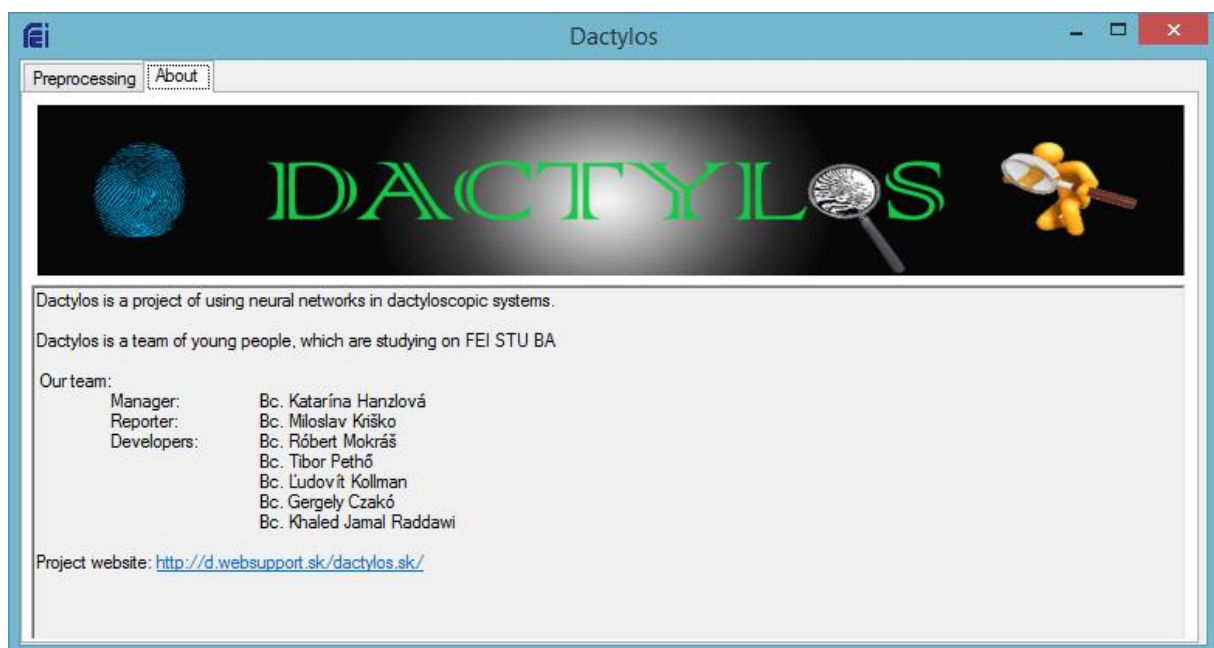 FEI
Dactylos
Preprocessing About
DACTYLOS
Dactylos is a project of using neural networks in dactyloscopic systems.
Dactylos is a team of young people, which are studying on FEI STU BA
Our team:
Manager: Bc. Katarína Hanzlová
Reporter: Bc. Miloslav Kriško
Developers: Bc. Róbert Mokráš
Bc. Tibor Pethő
Bc. Ľudovít Kollman
Bc. Gergely Czakó
Bc. Khaled Jamal Raddawi
Project website: http://d.websupport.sk/dactylos.sk/